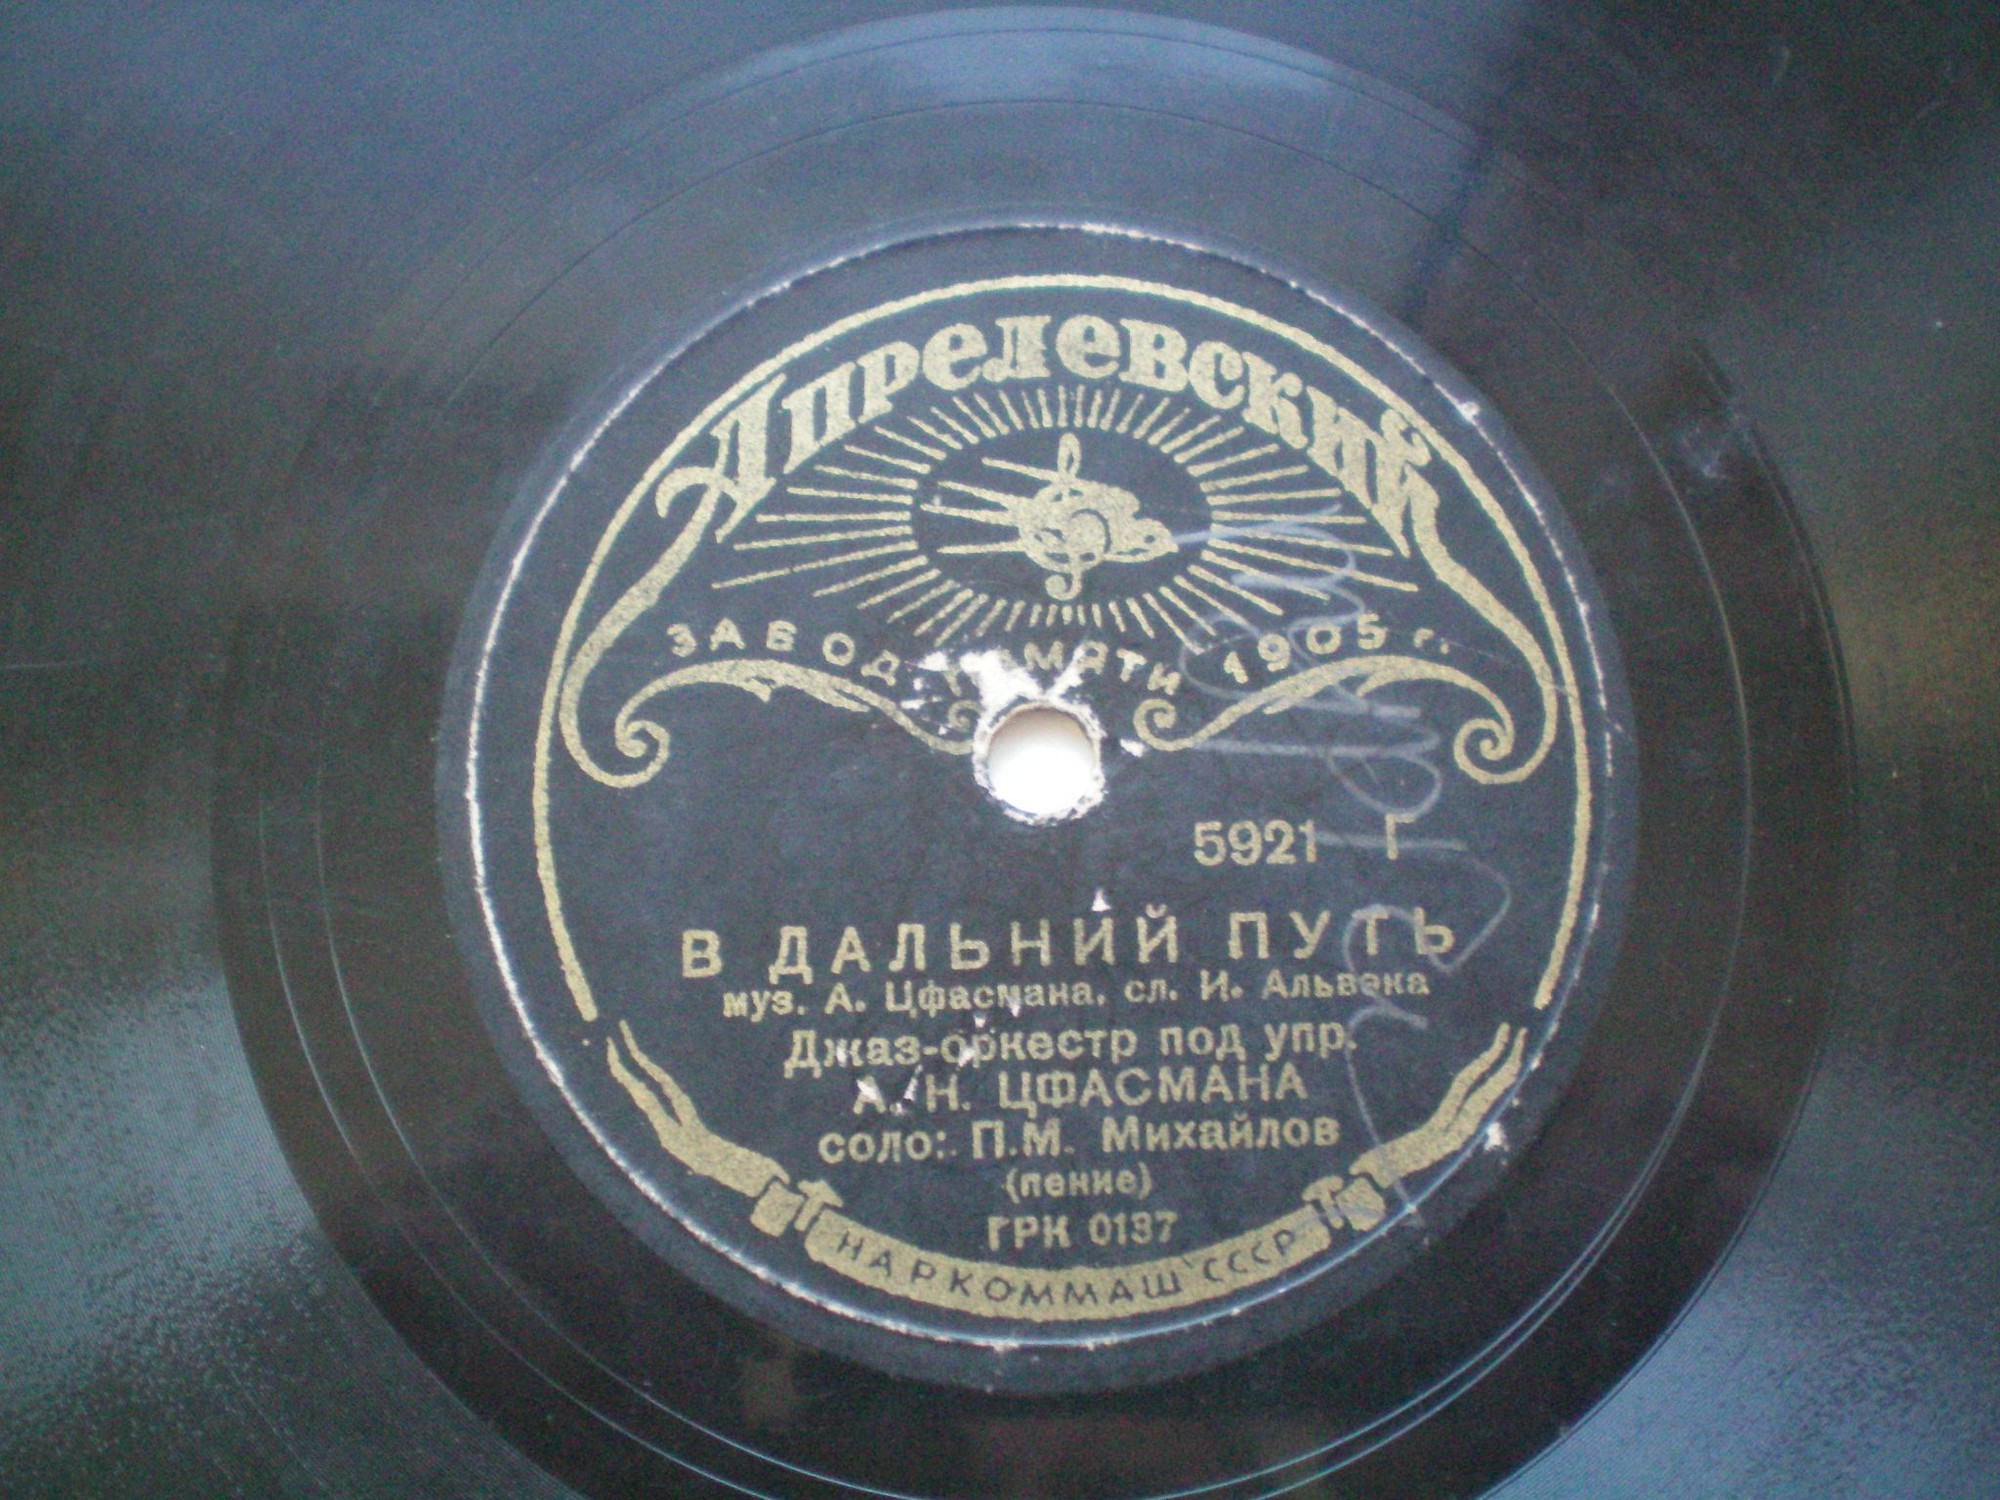 Апрелевский
ЗАВОД ПАМЯТИ 1905 г.
5921 Г
В ДАЛЬНИЙ ПУТЬ
муз. А. Цфасмана, сл. И. Альвека
Джаз-оркестр под упр.
А. Н. ЦФАСМАНА
соло: П.М. Михайлов
(пение)
ГРК 0137
НАРКОММАШ СССР